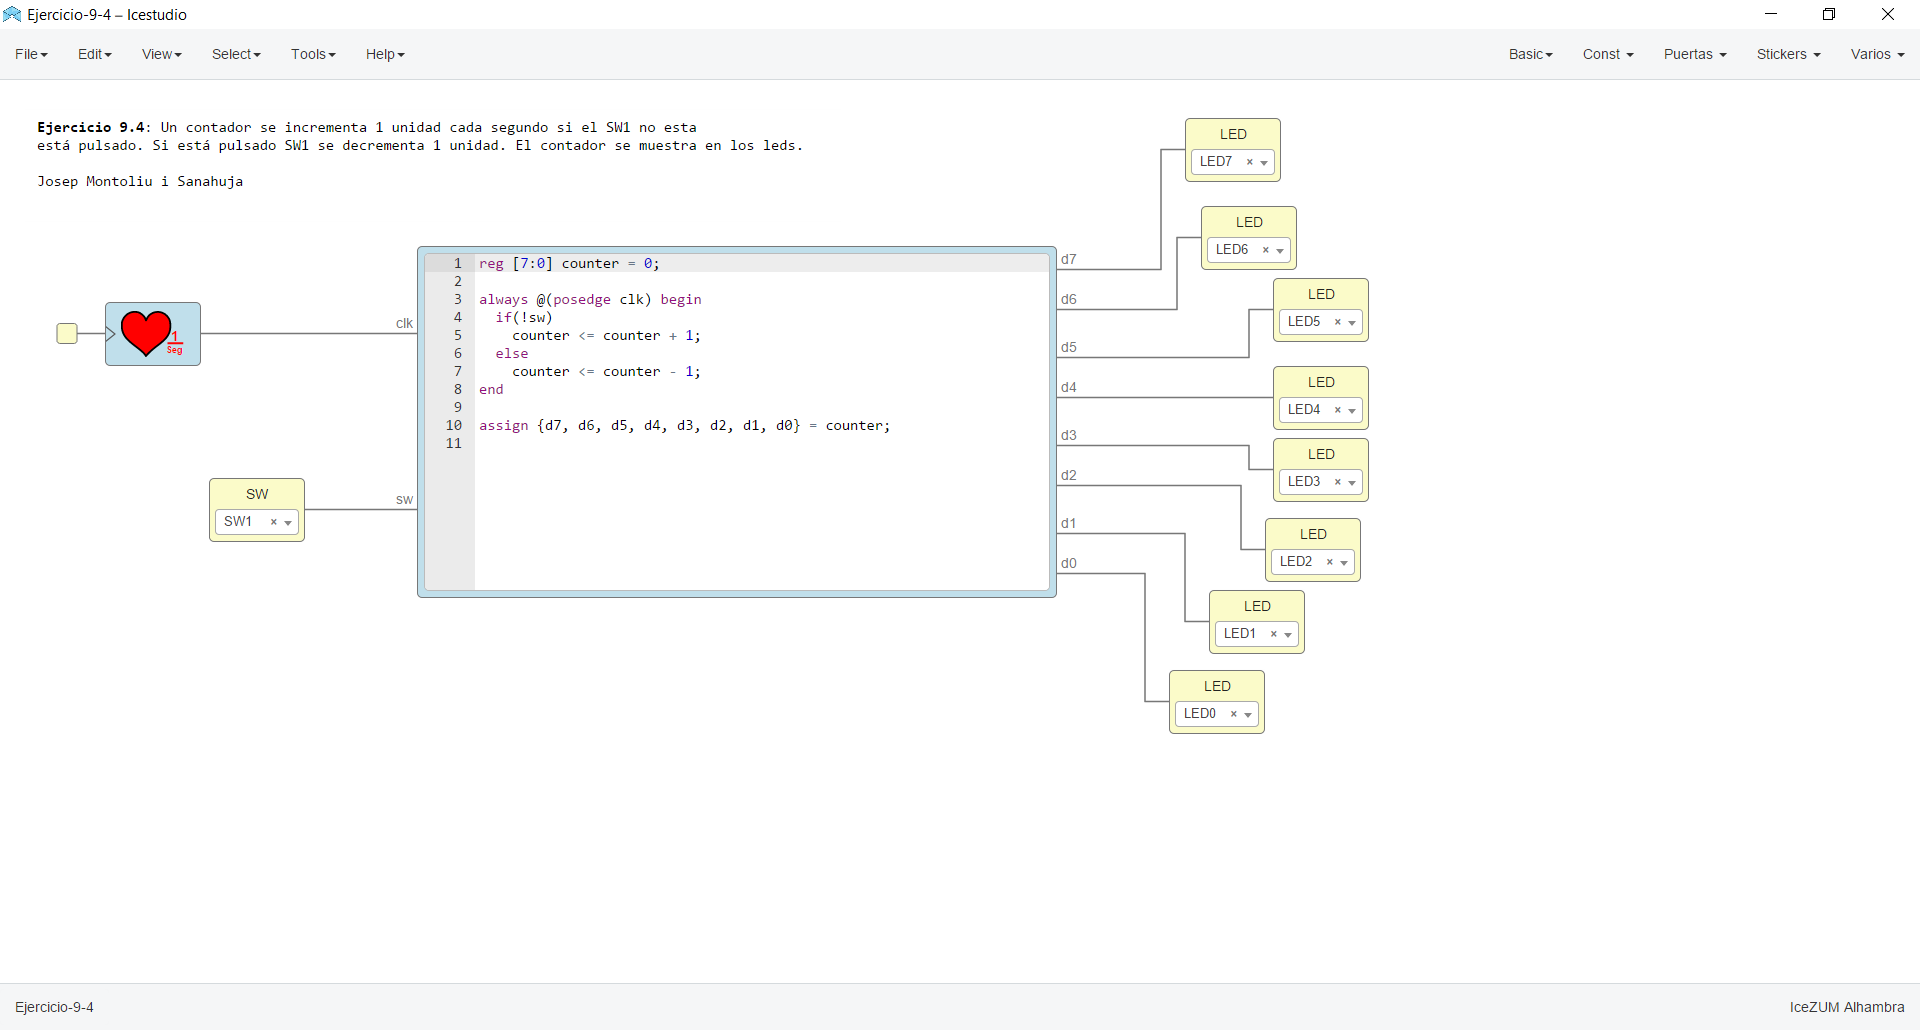 Ejercicio-9-4 – Icestudio
File Edit View Select Tools Help Basic Const Puertas Stickers Varios
Ejercicio 9.4: Un contador se incrementa 1 unidad cada segundo si el SW1 no esta
está pulsado. Si está pulsado SW1 se decrementa 1 unidad. El contador se muestra en los leds.
Josep Montoliu i Sanahuja
1 Seg
clk
SW
SW1 ×
sw
1 reg [7:0] counter = 0;
2
3 always @(posedge clk) begin
4 if(!sw)
5 counter <= counter + 1;
6 else
7 counter <= counter - 1;
8 end
9
10 assign {d7, d6, d5, d4, d3, d2, d1, d0} = counter;
11
d7
d6
d5
d4
d3
d2
d1
d0
LED
LED7 ×
LED
LED6 ×
LED
LED5 ×
LED
LED4 ×
LED
LED3 ×
LED
LED2 ×
LED
LED1 ×
LED
LED0 ×
Ejercicio-9-4 IceZUM Alhambra